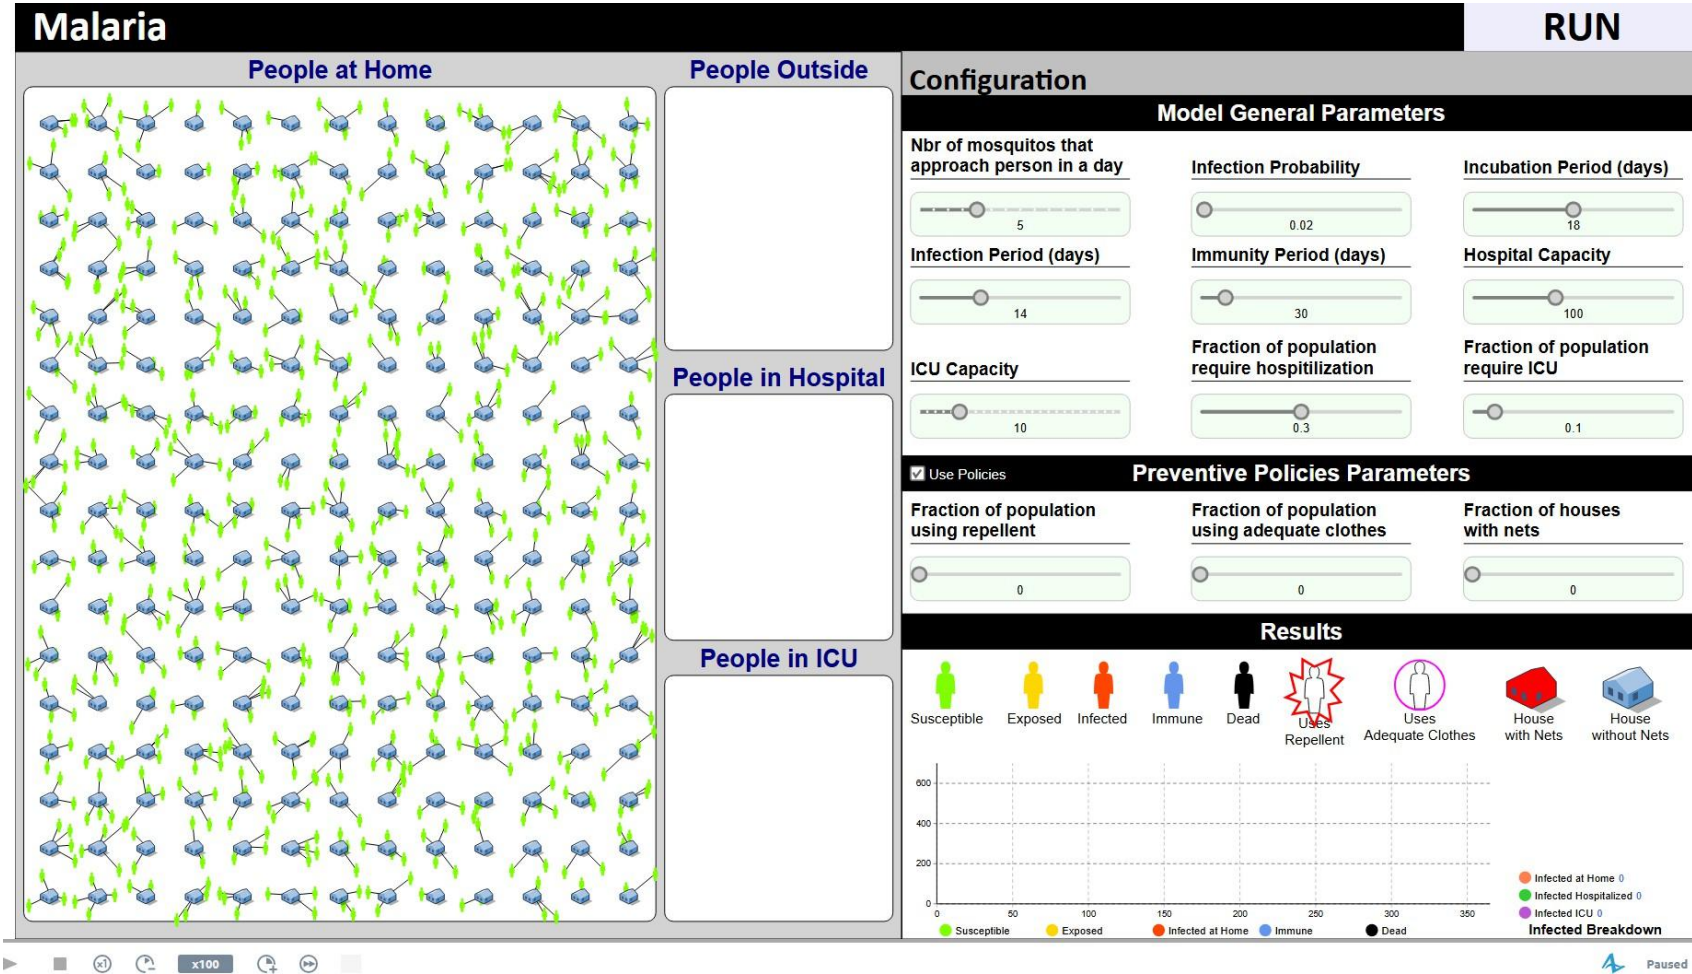 Malaria
RUN
People at Home
People Outside
People in Hospital
People in ICU
Configuration
Model General Parameters
Nbr of mosquitos that
approach person in a day
5
Infection Probability
0.02
Incubation Period (days)
18
Infection Period (days)
14
Immunity Period (days)
30
Hospital Capacity
100
ICU Capacity
10
Fraction of population
require hospitilization
0.3
Fraction of population
require ICU
0.1
Use Policies
Preventive Policies Parameters
Fraction of population
using repellent
0
Fraction of population
using adequate clothes
0
Fraction of houses
with nets
0
Results
Susceptible
Exposed
Infected
Immune
Dead
Uses
Repellent
Uses
Adequate Clothes
House
with Nets
House
without Nets
600
400
200
0
0 50 100 150 200 250 300 350
Susceptible Exposed Infected at Home Immune Dead
Infected at Home 0
Infected Hospitalized 0
Infected ICU 0
Infected Breakdown
x1
x100
Paused